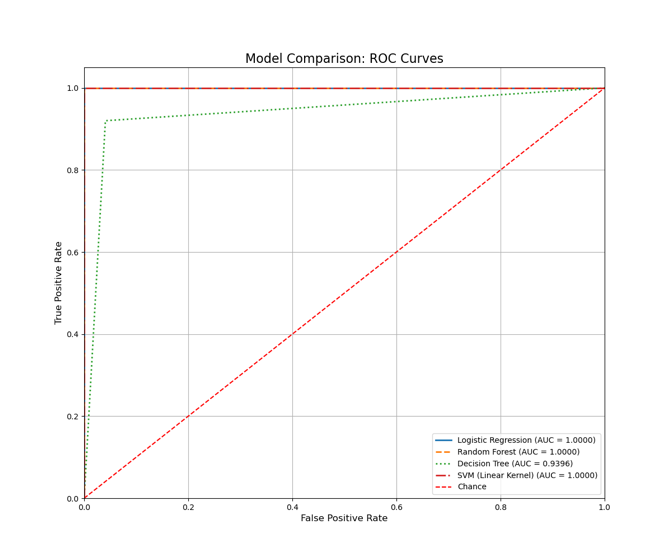 Model Comparison: ROC Curves
1.0
0.8
0.6
0.4
0.2
0.0
True Positive Rate
0.0 0.2 0.4 0.6 0.8 1.0
False Positive Rate
Logistic Regression (AUC = 1.0000)
Random Forest (AUC = 1.0000)
Decision Tree (AUC = 0.9396)
SVM (Linear Kernel) (AUC = 1.0000)
Chance